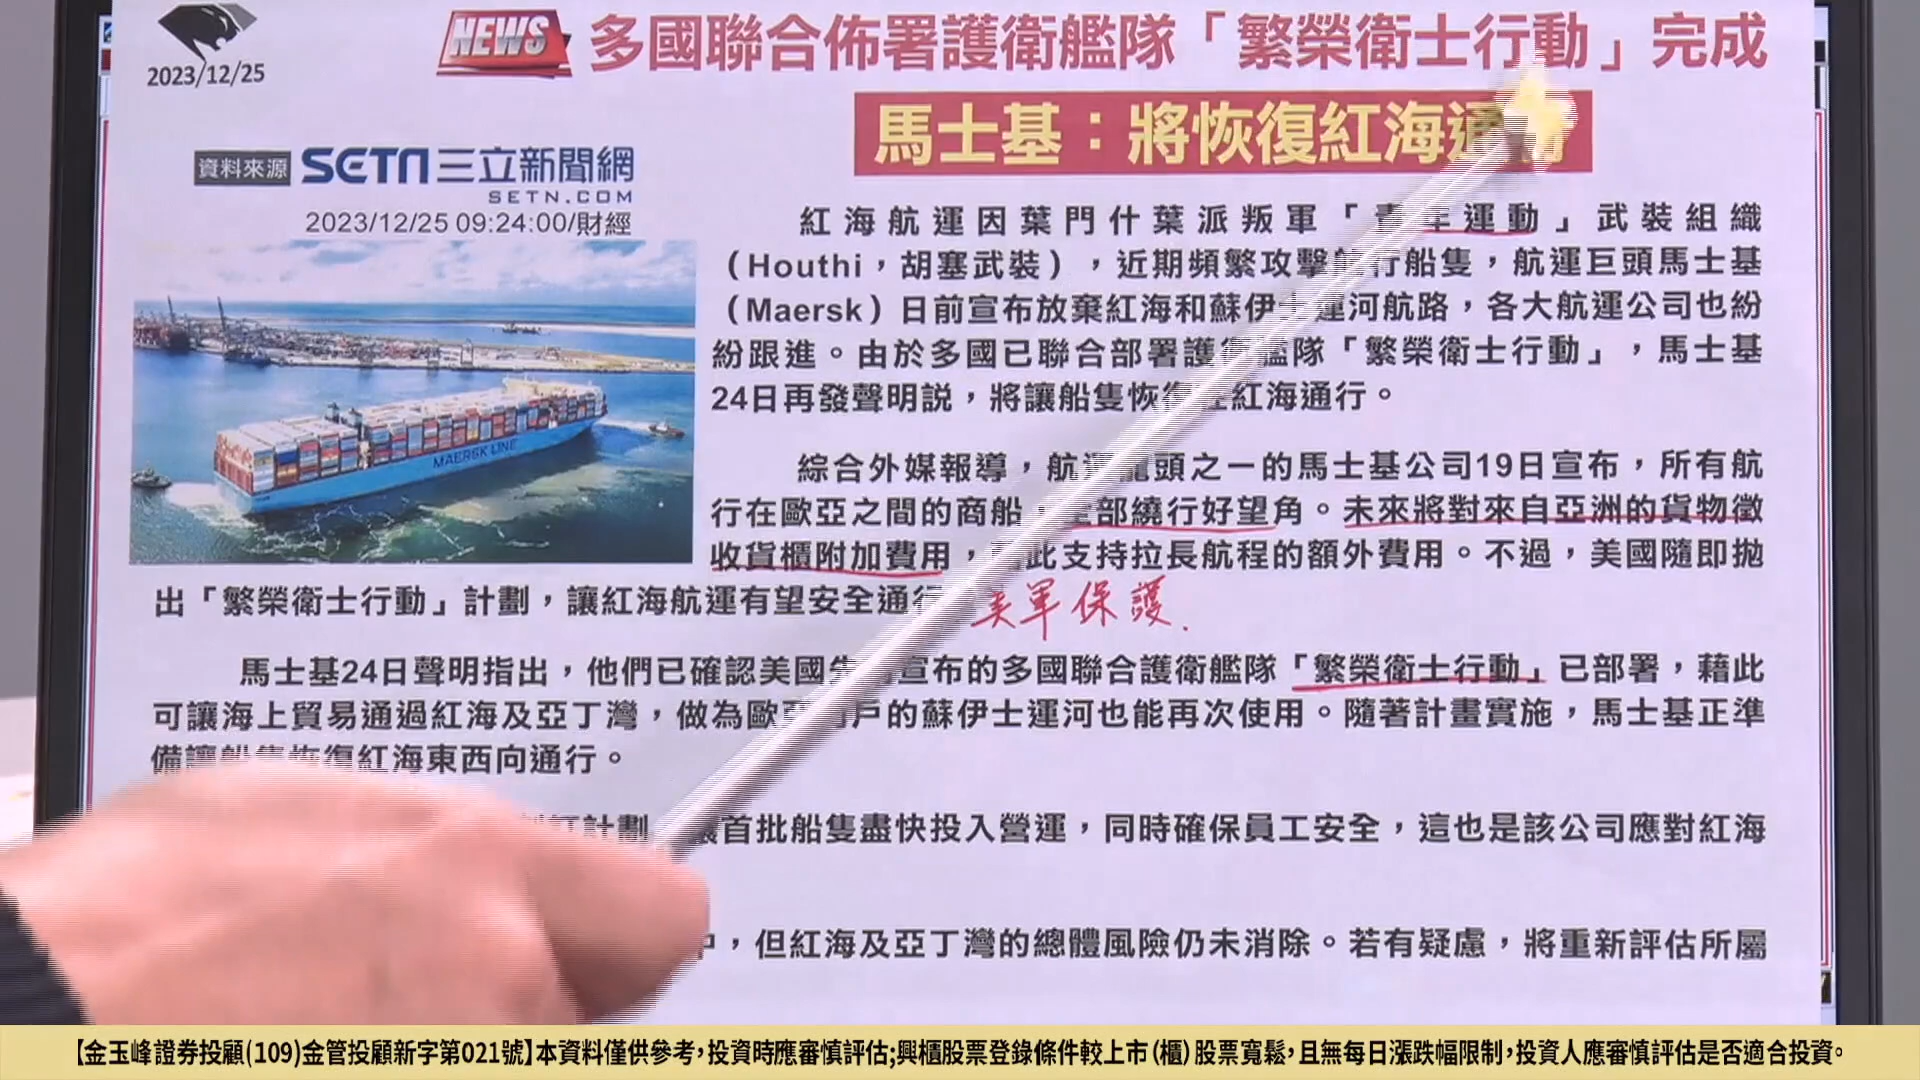 2023/12/25
NEWS 多國聯合佈署護衛艦隊「繁榮衛士行動」完成
馬士基：將恢復紅海通
資料來源 SETN三立新聞網
SETN.COM
2023/12/25 09:24:00/財經
紅海航運因葉門什葉派叛軍「青年運動」武裝組織
（Houthi，胡塞武裝），近期頻繁攻擊航行船隻，航運巨頭馬士基
（Maersk）日前宣布放棄紅海和蘇伊士運河航路，各大航運公司也紛
紛跟進。由於多國已聯合部署護衛艦隊「繁榮衛士行動」，馬士基
24日再發聲明說，將讓船隻恢復在紅海通行。
綜合外媒報導，航運龍頭之一的馬士基公司19日宣布，所有航
行在歐亞之間的商船，全部繞行好望角。未來將對來自亞洲的貨物徵
收貨櫃附加費用，此支持拉長航程的額外費用。不過，美國隨即拋
出「繁榮衛士行動」計劃，讓紅海航運有望安全通行
美軍保護.
馬士基24日聲明指出，他們已確認美國先宣布的多國聯合護衛艦隊「繁榮衛士行動」已部署，藉此
可讓海上貿易通過紅海及亞丁灣，做為歐亞門戶的蘇伊士運河也能再次使用。隨著計畫實施，馬士基正準
備讓船隻恢復紅海東西向通行。
計劃，首批船隻盡快投入營運，同時確保員工安全，這也是該公司應對紅海
，但紅海及亞丁灣的總體風險仍未消除。若有疑慮，將重新評估所屬
MAERSK LINE
【金玉峰證券投顧(109)金管投顧新字第021號】本資料僅供參考，投資時應審慎評估;興櫃股票登錄條件較上市(櫃)股票寬鬆，且無每日漲跌幅限制，投資人應審慎評估是否適合投資。